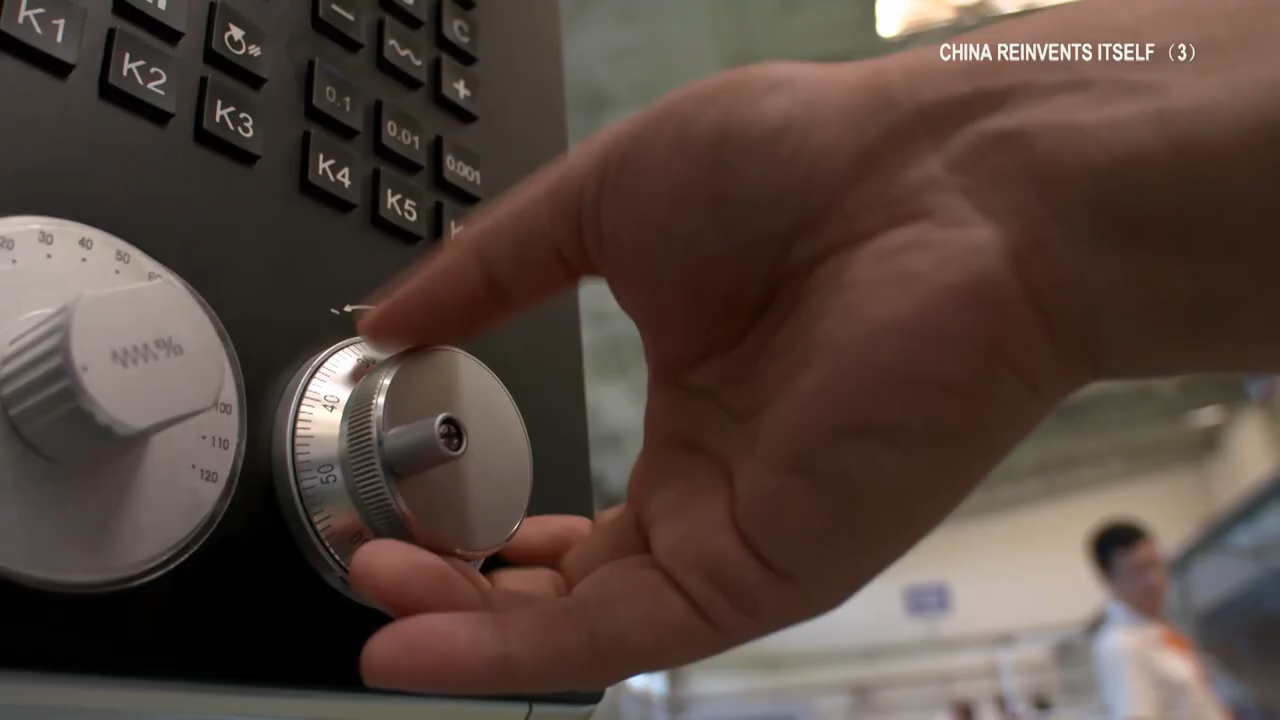 CHINA REINVENTS ITSELF（3）
K1
K2
K3
C
+
0.1
0.01
0.001
K4
K5
20 30 40 50 60
%
100
110
120
40
50